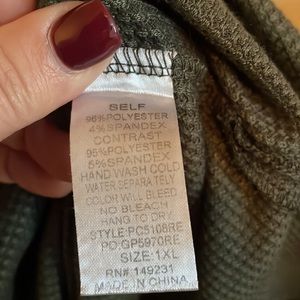 SELF
96%POLYESTER
4%SPANDEX
CONTRAST
95%POLYESTER
5%SPANDEX
HAND WASH COLD
WATER SEPARATELY
COLOR WILL BLEED
NO BLEACH
HANG TO DRY
STYLE:PC5108RE
PO:GP5970RE
SIZE:1XL
RN# 149231
MADE IN CHINA